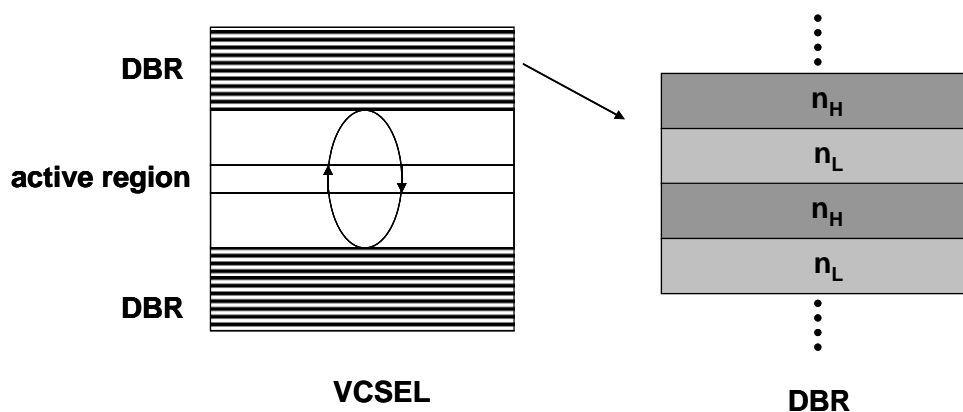 DBR
active region
DBR
VCSEL
n_H
n_L
n_H
n_L
DBR